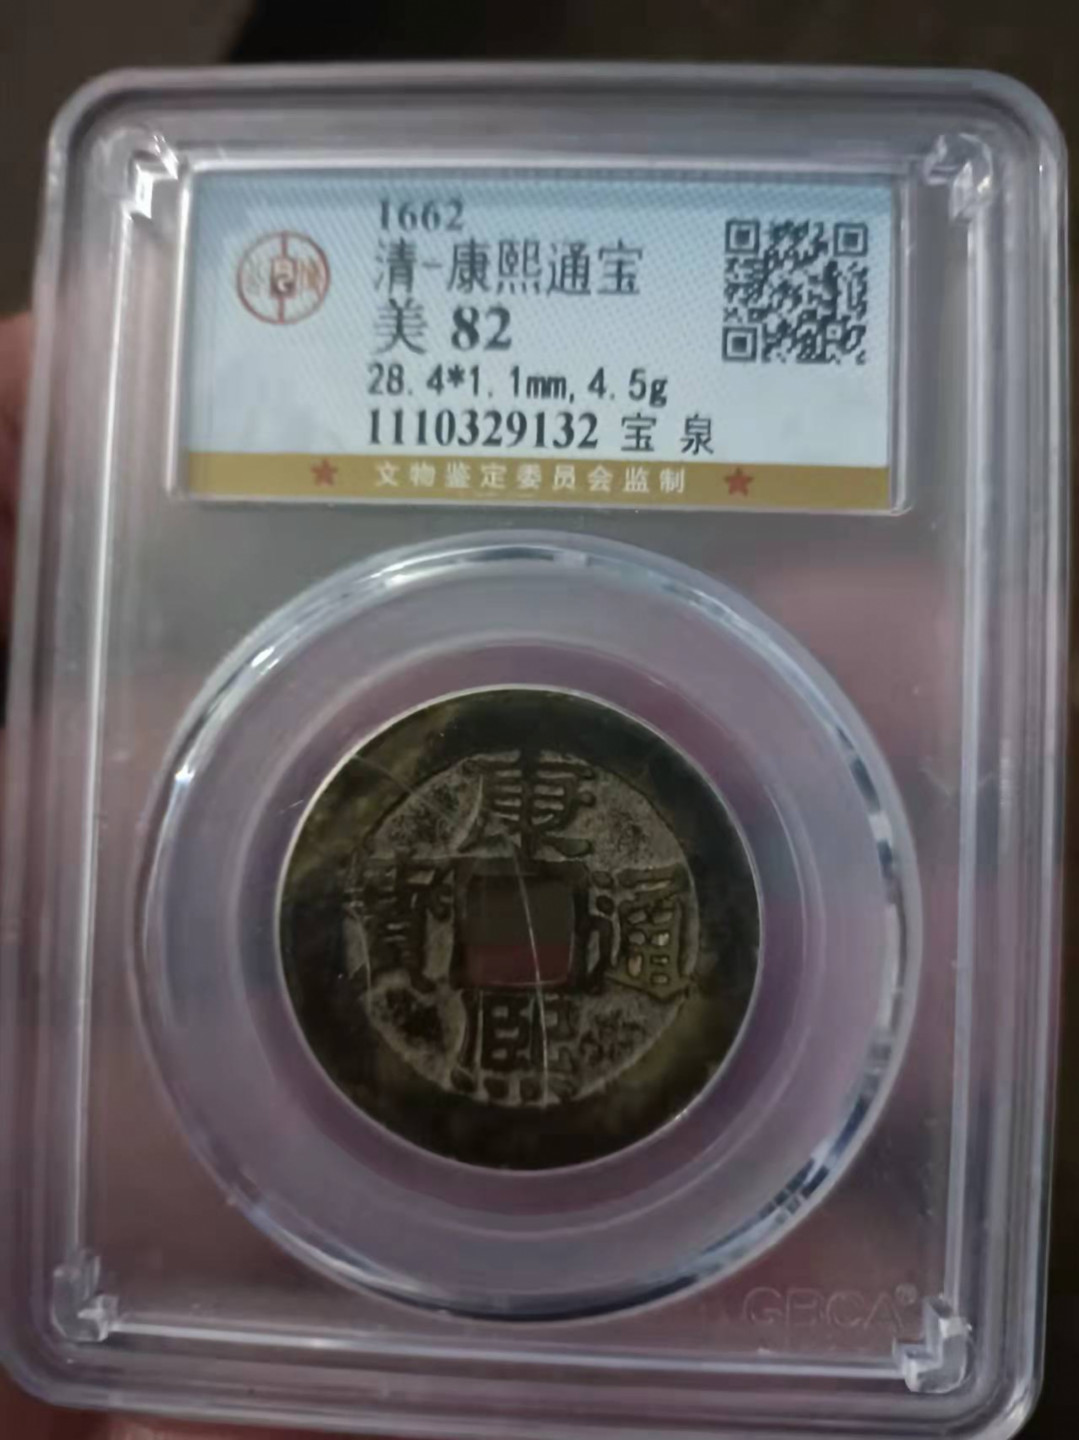 1662
清-康熙通宝
美 82
28.4*1.1mm,4.5g
1110329132 宝 泉
文物鉴定委员会监制
康
寶 通
熙
GBCA